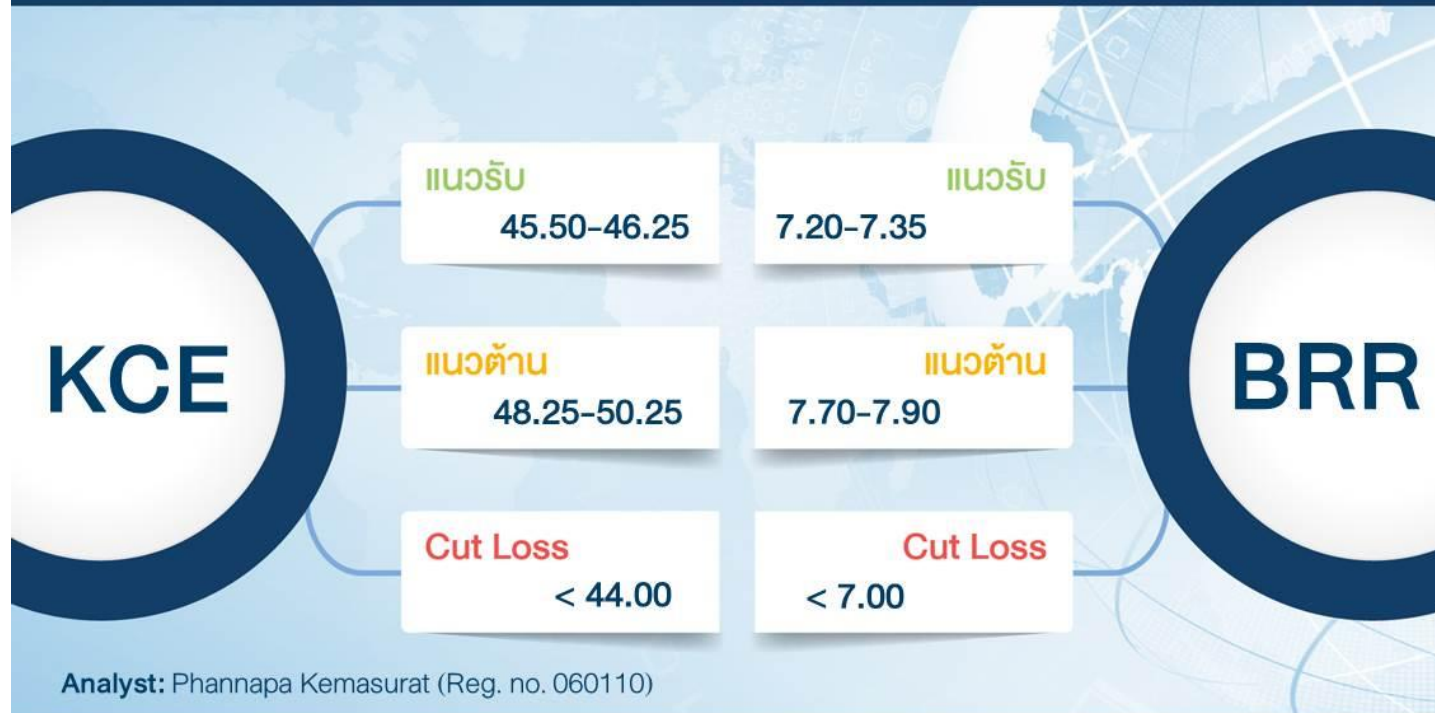 KCE
แนวรับ
45.50-46.25
แนวต้าน
48.25-50.25
Cut Loss
< 44.00
แนวรับ
7.20-7.35
แนวต้าน
7.70-7.90
Cut Loss
< 7.00
BRR
Analyst: Phannapa Kemasurat (Reg. no. 060110)